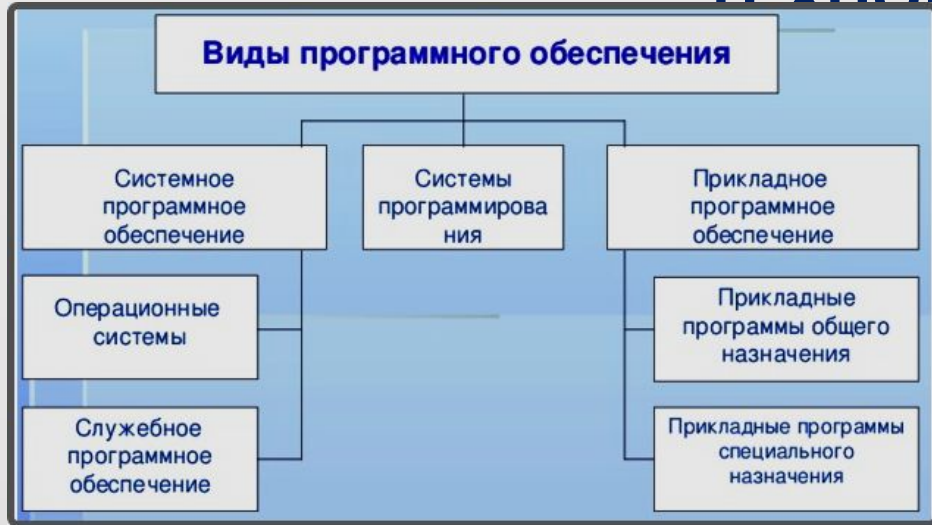 Виды программного обеспечения
Системное
программное
обеспечение
Системы
программирова
ния
Прикладное
программное
обеспечение
Операционные
системы
Прикладные
программы общего
назначения
Служебное
программное
обеспечение
Прикладные программы
специального
назначения